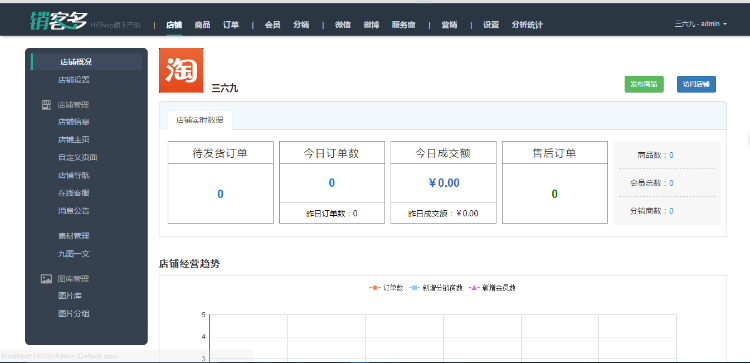 销客多 HiShop旗下产品 | 店铺 商品 订单 | 会员 分销 | 微信 微博 服务窗 | 营销 | 设置 分析统计 三六九 - admin
店铺概况
店铺设置
店铺管理
店铺信息
店铺主页
自定义页面
店铺导航
在线客服
消息公告
素材管理
九图一文
图库管理
图片库
图片分组
淘
三六九
发布商品 访问店铺
店铺实时数据
待发货订单 今日订单数 今日成交额 售后订单
0 0 ￥0.00 0
昨日订单数：0 昨日成交额：￥0.00
商品数：0
会员总数：0
分销商数：0
店铺经营趋势
订单数 新增分销商数 新增会员数
5
4
3
localhost:18086/Admin/Default.aspx